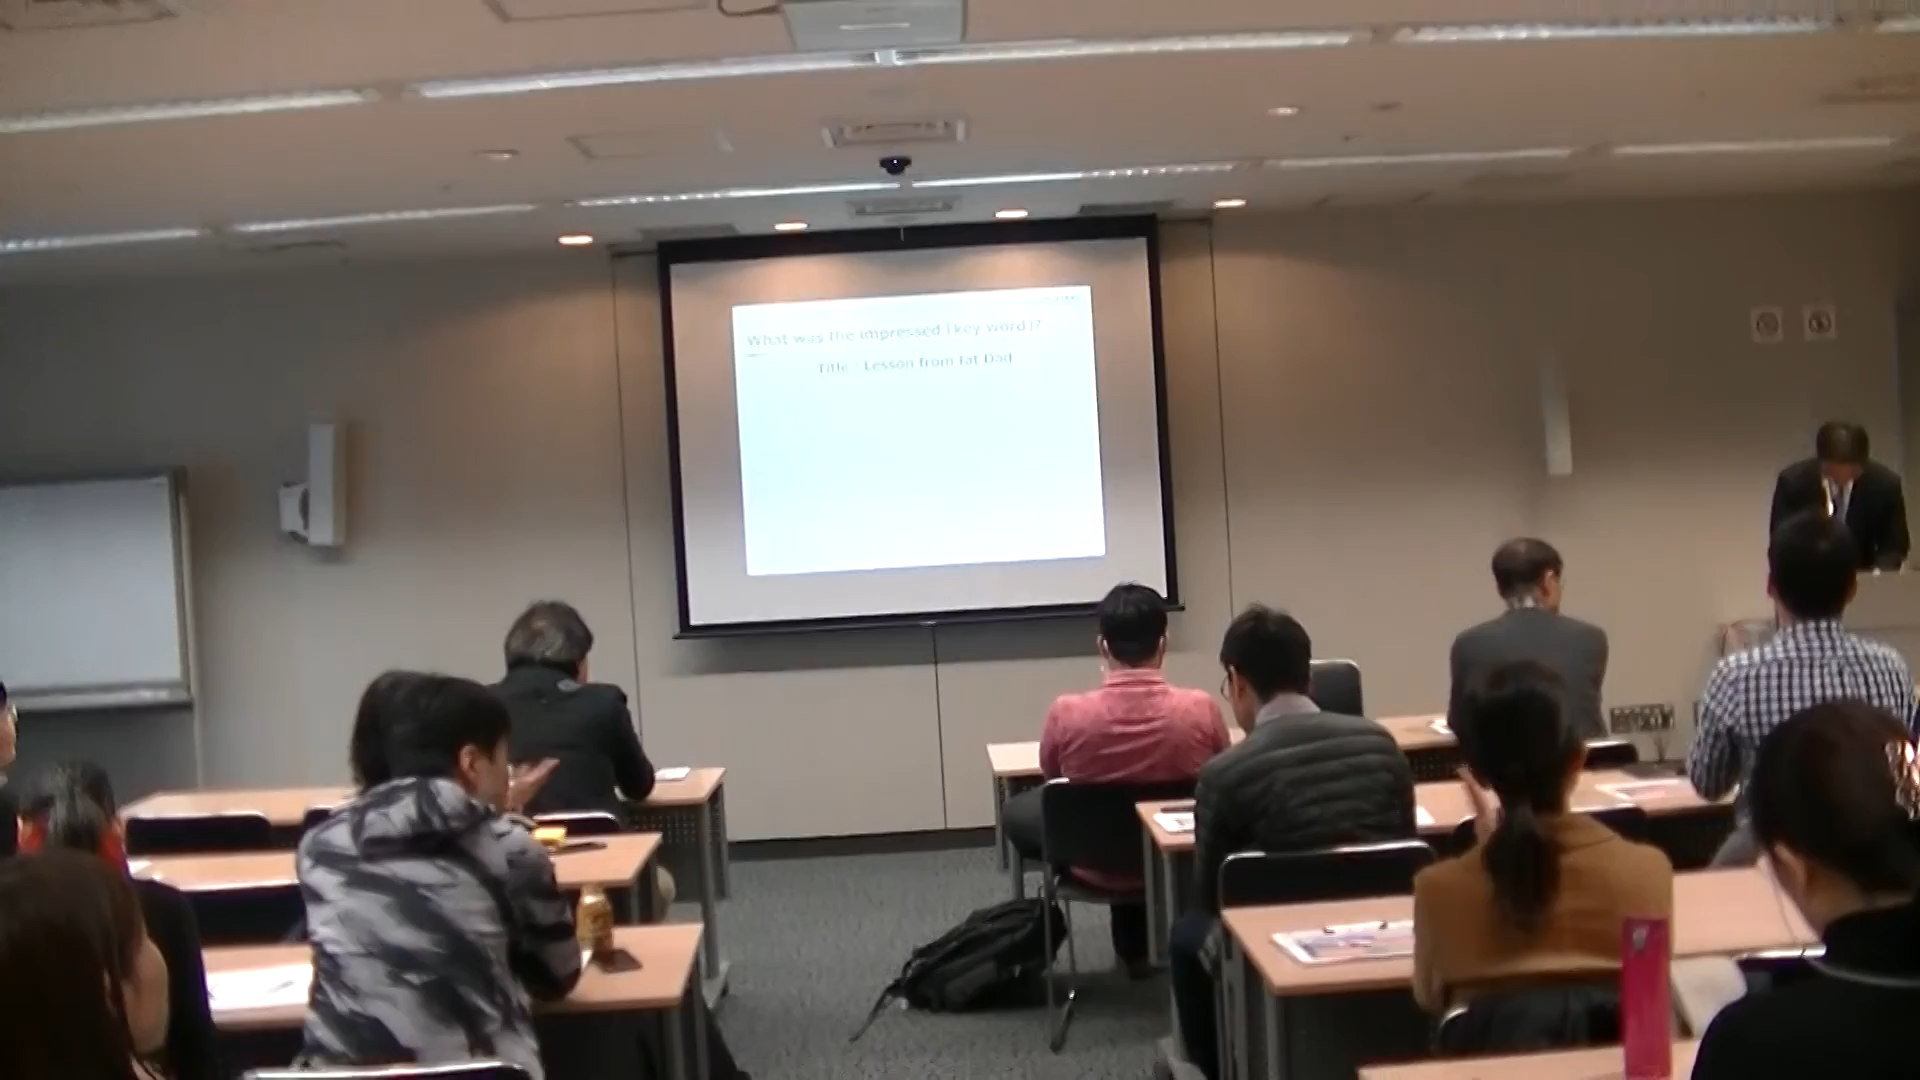 What was the impressed (key word)?
Title : Lesson from Fat Dad